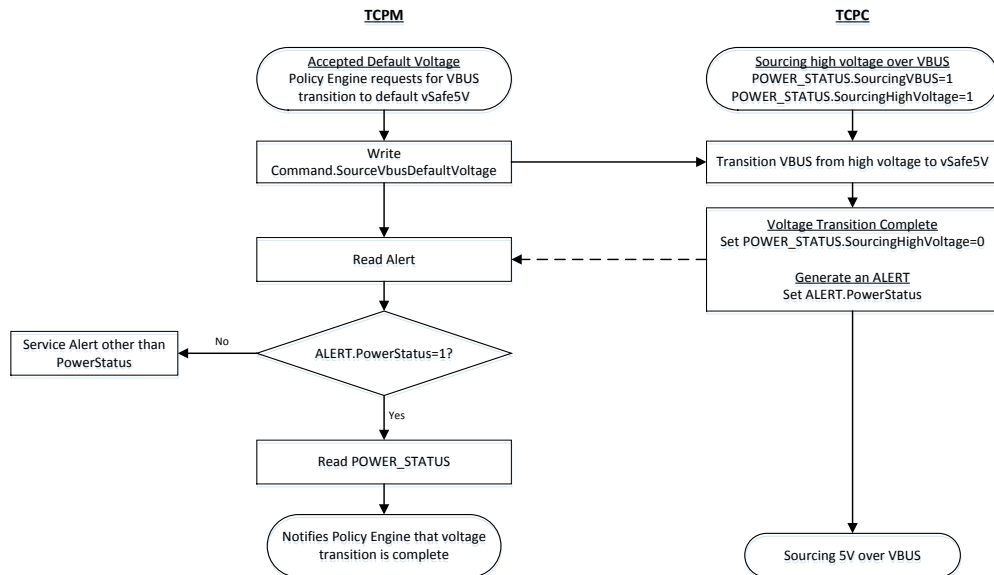 TCPM
TCPC
Accepted Default Voltage
Policy Engine requests for VBUS
transition to default vSafe5V
Sourcing high voltage over VBUS
POWER_STATUS.SourcingVBUS=1
POWER_STATUS.SourcingHighVoltage=1
Write
Command.SourceVbusDefaultVoltage
Transition VBUS from high voltage to vSafe5V
Voltage Transition Complete
Set POWER_STATUS.SourcingHighVoltage=0
Read Alert
Generate an ALERT
Set ALERT.PowerStatus
Service Alert other than
PowerStatus
No
ALERT.PowerStatus=1?
Yes
Read POWER_STATUS
Notifies Policy Engine that voltage
transition is complete
Sourcing 5V over VBUS